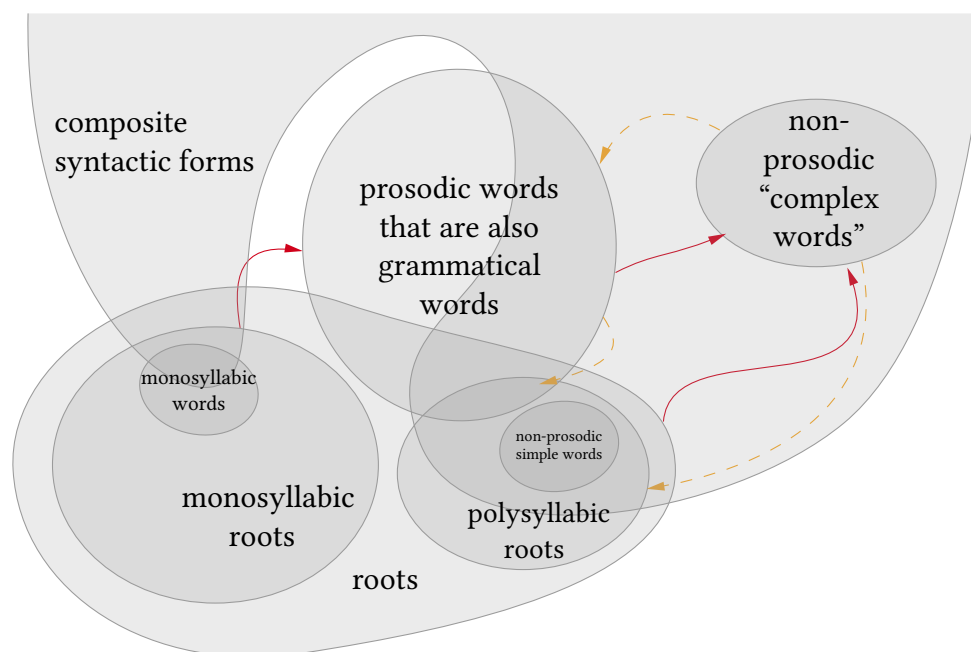 composite
syntactic forms
prosodic words
that are also
grammatical
words
non-
prosodic
“complex
words”
monosyllabic
words
non-prosodic
simple words
monosyllabic
roots
polysyllabic
roots
roots